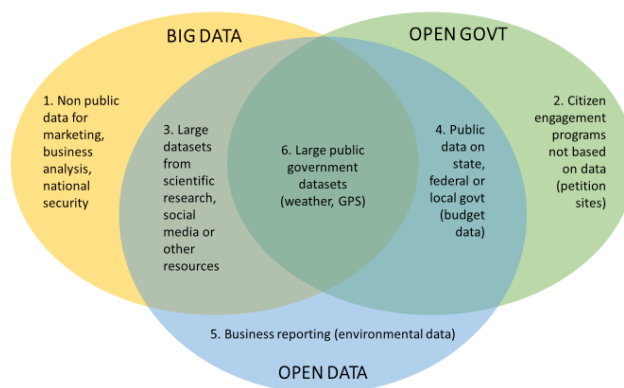 BIG DATA
OPEN GOVT
1. Non public
data for
marketing,
business
analysis,
national
security
3. Large
datasets
from
scientific
research,
social
media or
other
resources
6. Large public
government
datasets
(weather, GPS)
4. Public
data on
state,
federal or
local govt
(budget
data)
2. Citizen
engagement
programs
not based
on data
(petition
sites)
5. Business reporting (environmental data)
OPEN DATA